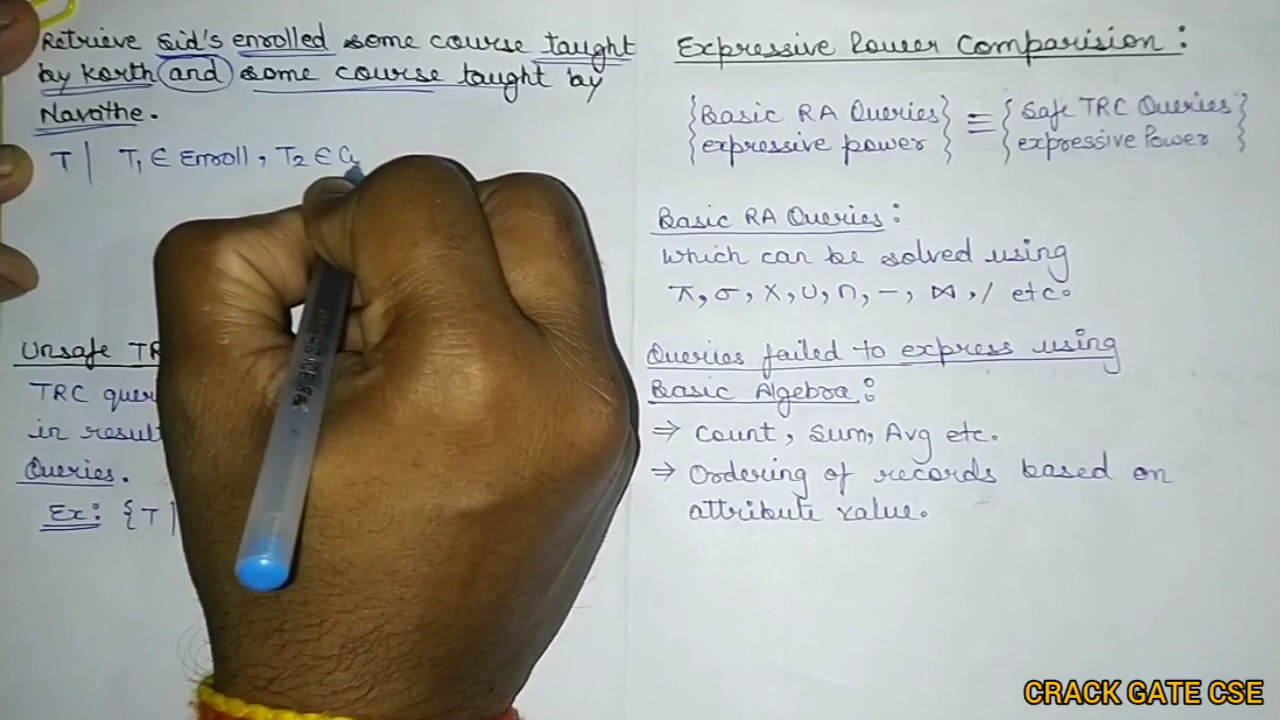 Retrieve Sid's enrolled some course taught
by Korth and some course taught by
Navathe.
T | T1 ∈ Enroll, T2 ∈ C
Unsafe TR
TRC quer
in result
Queries.
Ex: {T |
Expressive Power Comparision:
{Basic RA Queries expressive power} ≡ {Safe TRC Queries expressive Power}
Basic RA Queries:
Which can be solved using
π, σ, X, ∪, ∩, −, ⋈, / etc.
Queries failed to express using
Basic Algebra:
⇒ Count, Sum, Avg etc.
⇒ Ordering of records based on
attribute value.
CRACK GATE CSE